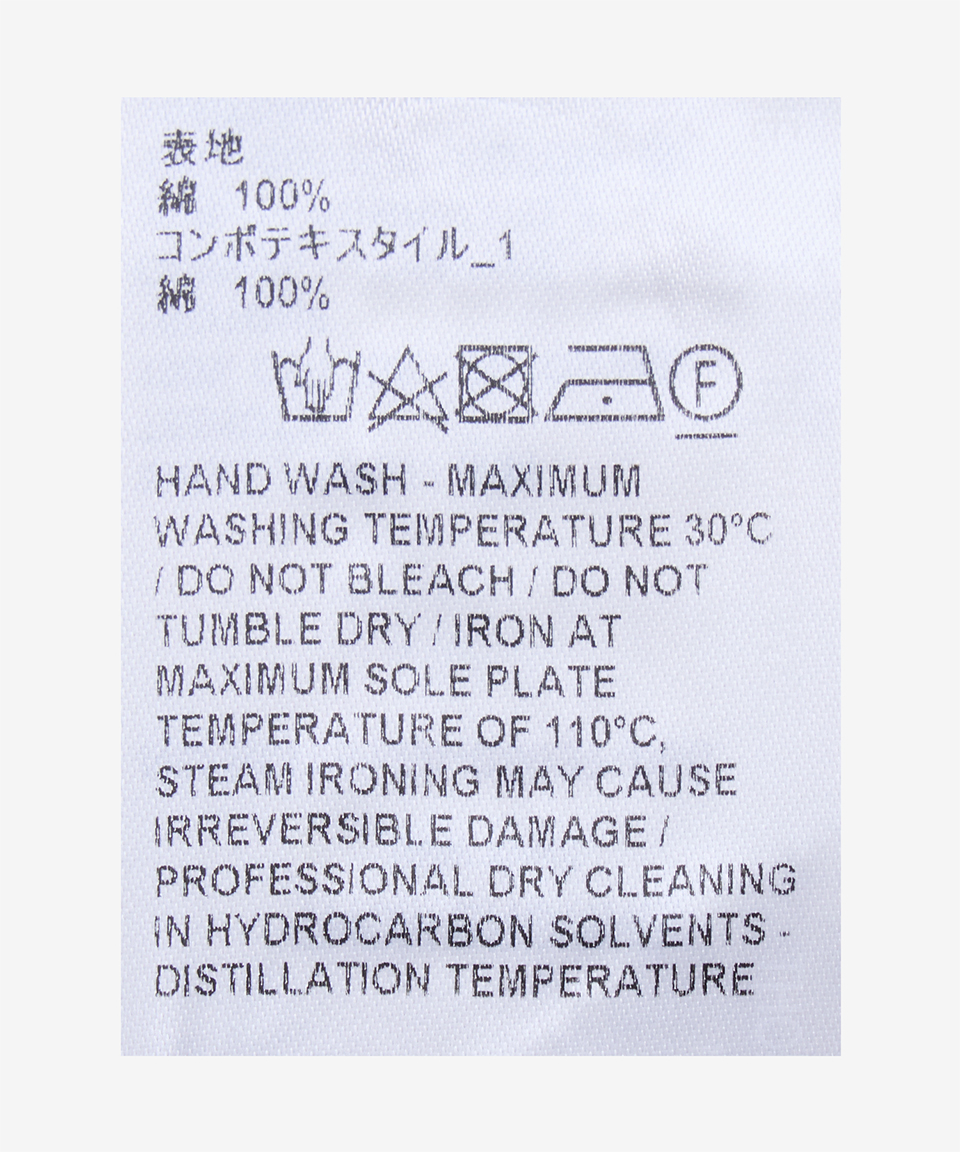 表地
綿 100%
コンポテキスタイル_1
綿 100%
F
HAND WASH - MAXIMUM
WASHING TEMPERATURE 30°C
/ DO NOT BLEACH / DO NOT
TUMBLE DRY / IRON AT
MAXIMUM SOLE PLATE
TEMPERATURE OF 110°C,
STEAM IRONING MAY CAUSE
IRREVERSIBLE DAMAGE /
PROFESSIONAL DRY CLEANING
IN HYDROCARBON SOLVENTS -
DISTILLATION TEMPERATURE